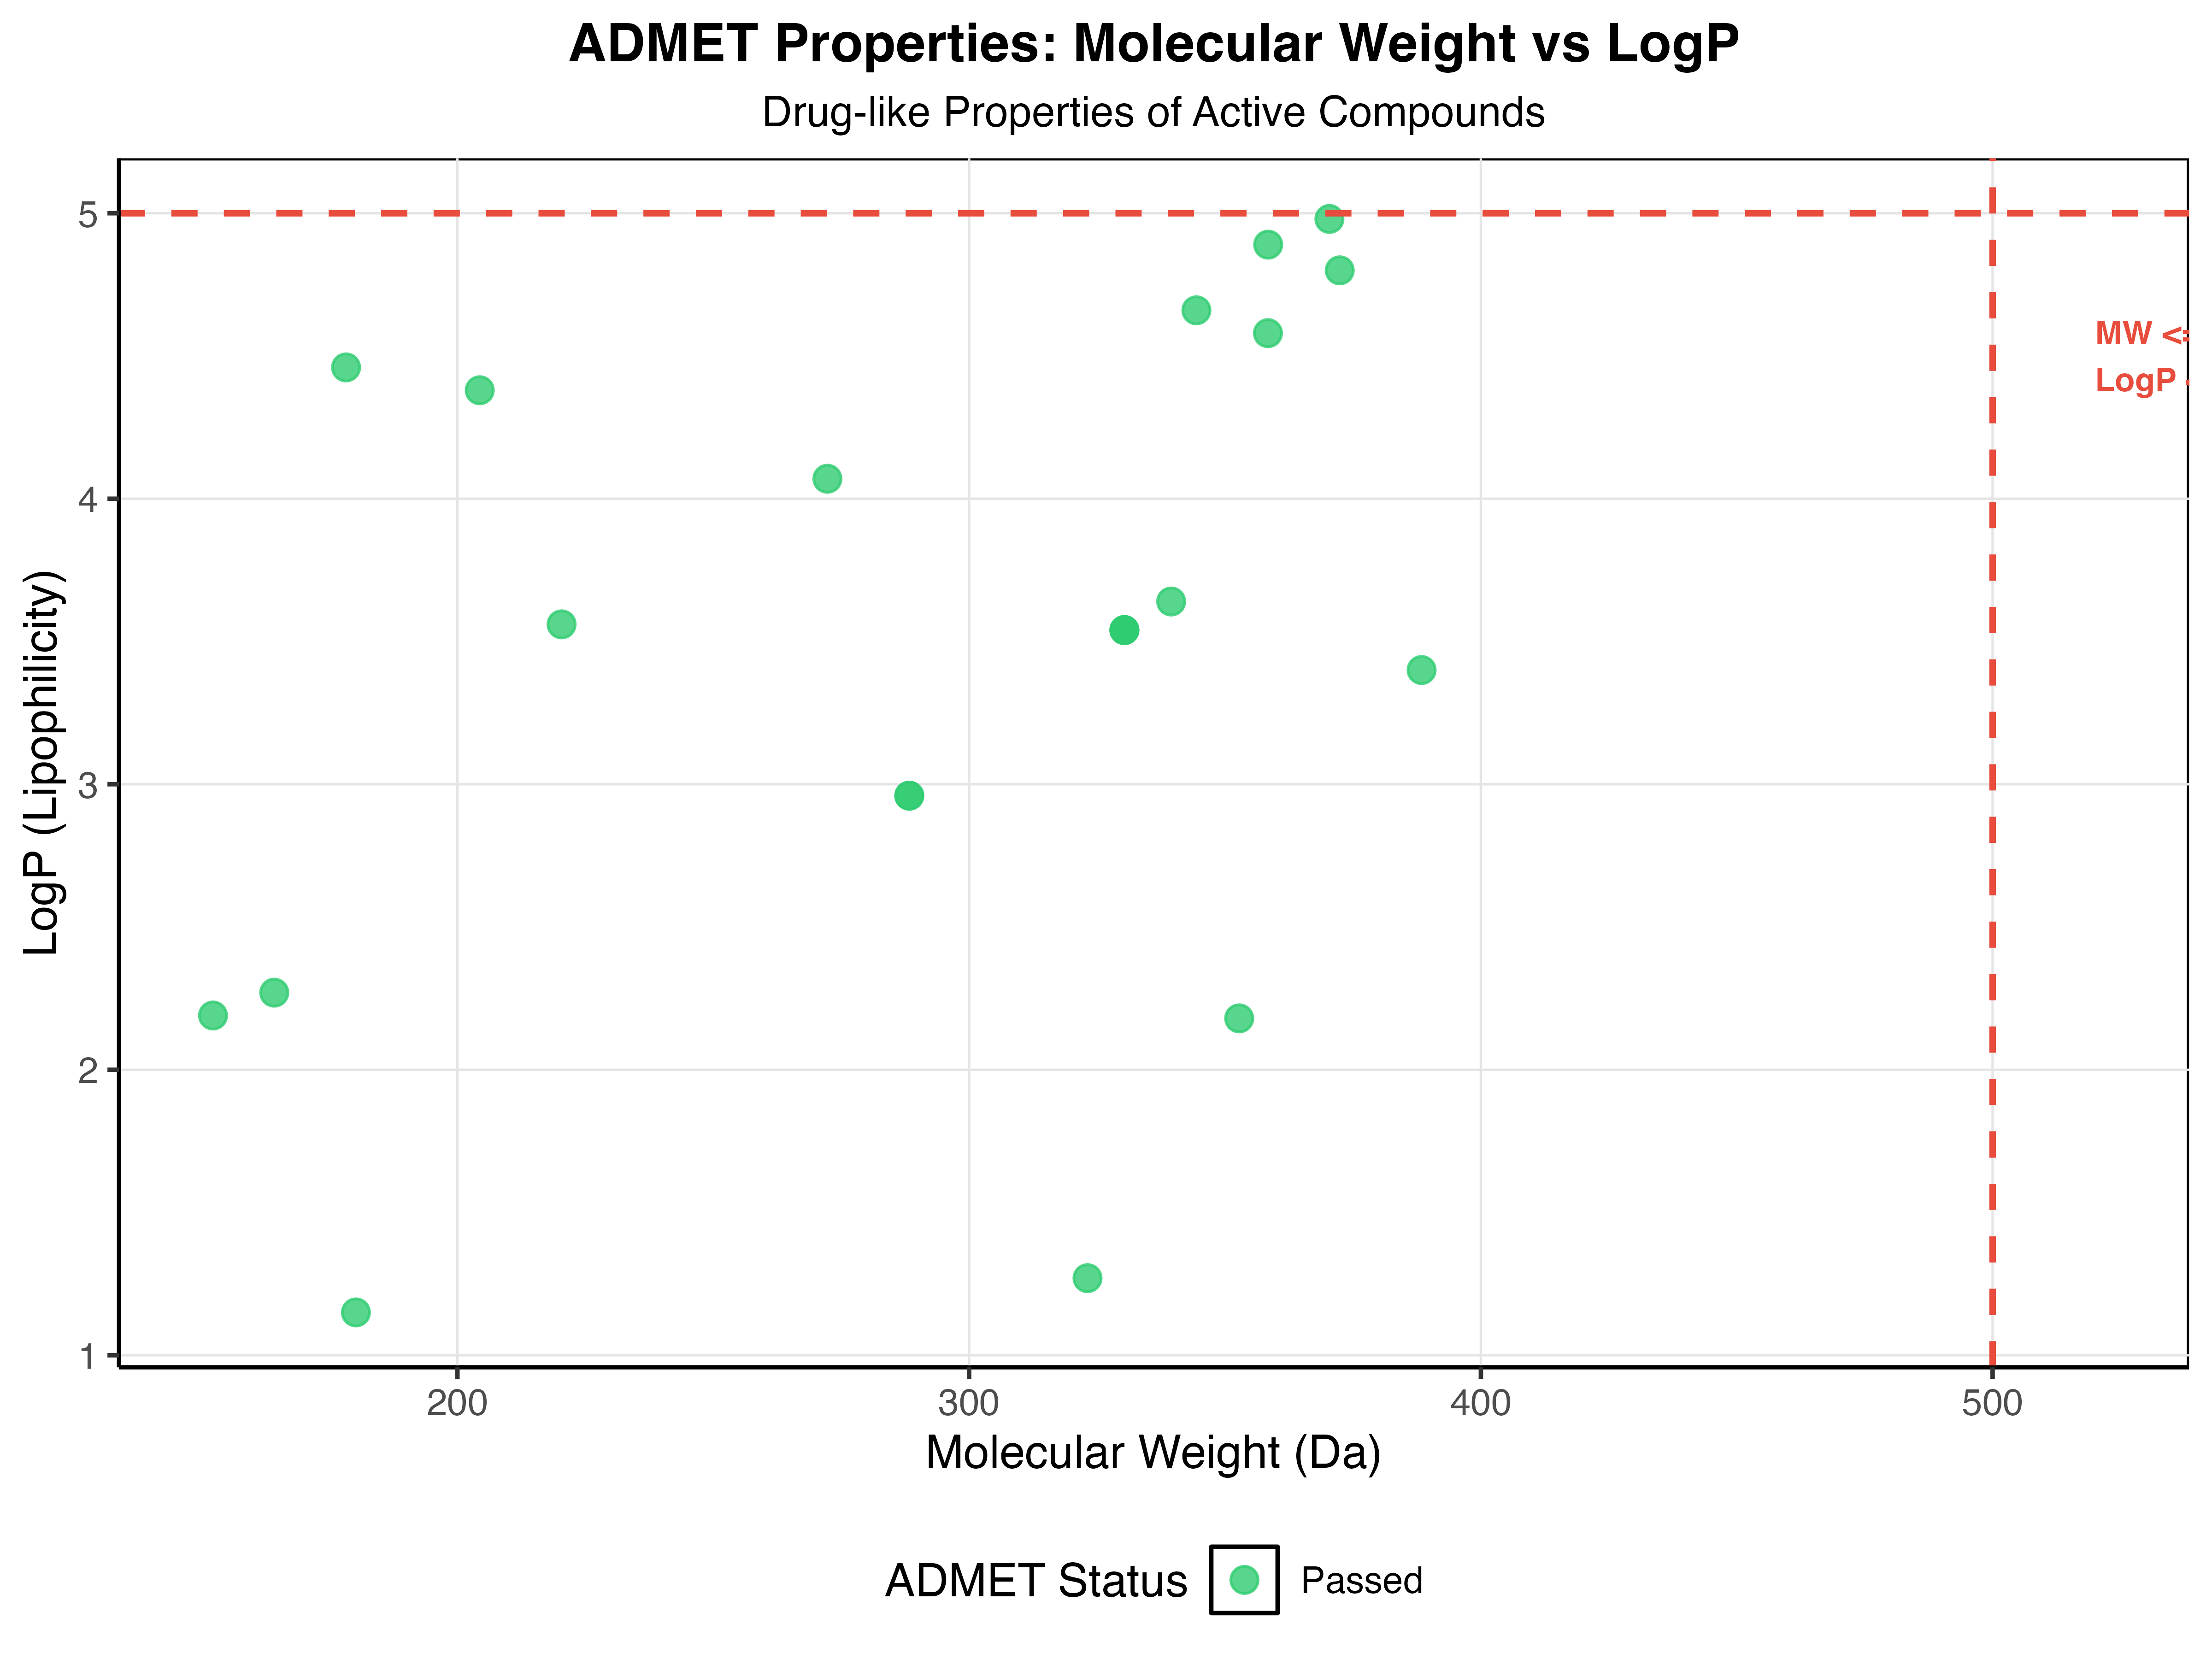 ADMET Properties: Molecular Weight vs LogP
Drug-like Properties of Active Compounds
5
4
3
2
1
LogP (Lipophilicity)
MW <
LogP
200
300
400
500
Molecular Weight (Da)
ADMET Status
Passed